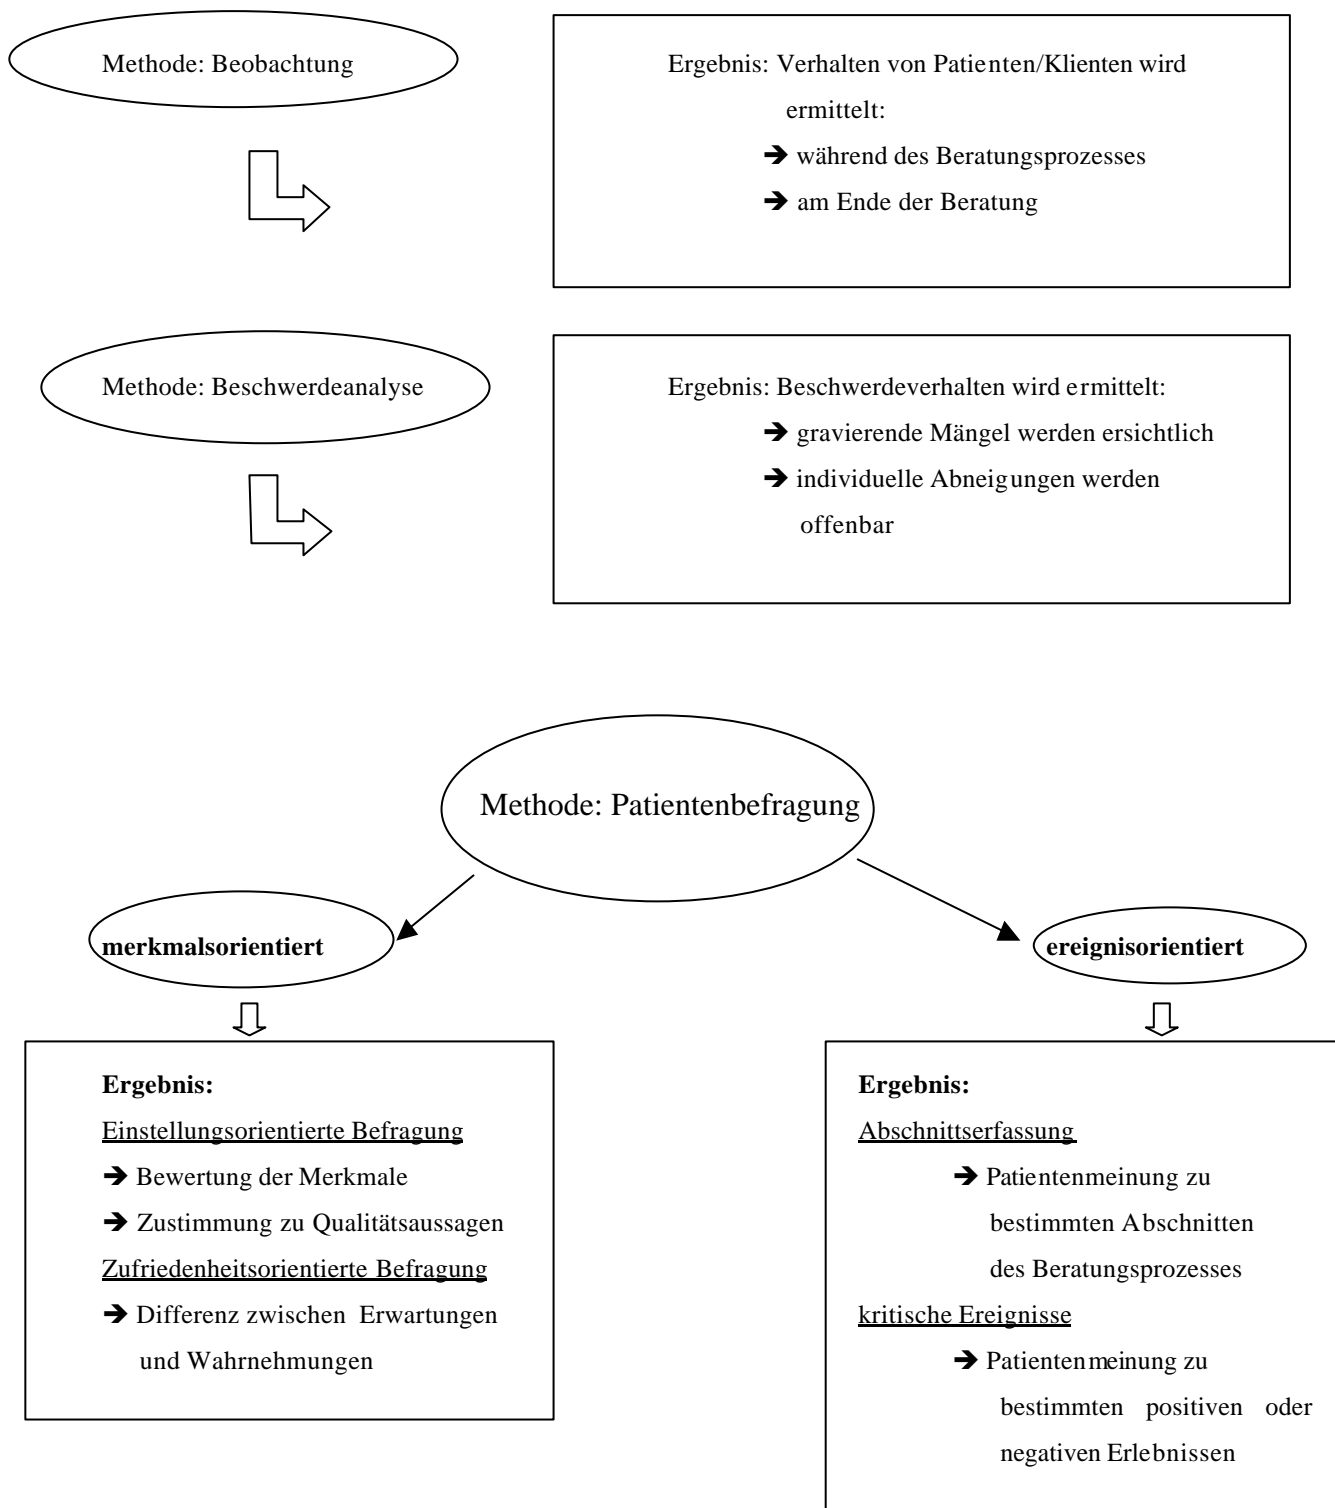 Methode: Beobachtung
Ergebnis: Verhalten von Patienten/Klienten wird
ermittelt:
➔ während des Beratungsprozesses
➔ am Ende der Beratung
Methode: Beschwerdeanalyse
Ergebnis: Beschwerdeverhalten wird ermittelt:
➔ gravierende Mängel werden ersichtlich
➔ individuelle Abneigungen werden
offenbar
Methode: Patientenbefragung
merkmalsorientiert
ereignisorientiert
Ergebnis:
Einstellungsorientierte Befragung
➔ Bewertung der Merkmale
➔ Zustimmung zu Qualitätsaussagen
Zufriedenheitsorientierte Befragung
➔ Differenz zwischen Erwartungen
und Wahrnehmungen
Ergebnis:
Abschnittserfassung
➔ Patientenmeinung zu
bestimmten Abschnitten
des Beratungsprozesses
kritische Ereignisse
➔ Patientenmeinung zu
bestimmten positiven oder
negativen Erlebnissen